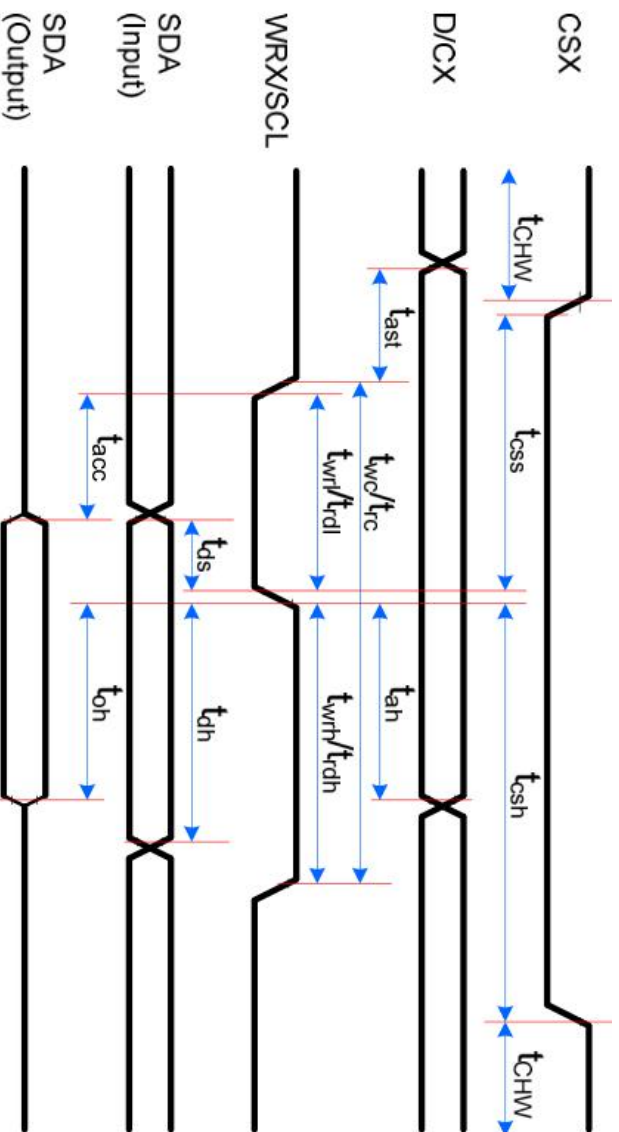 CSX
tCHW
tcss
tcsh
tCHW
D/CX
tast
tah
twc/trc
twrl/trdl
twrh/trdh
WRX/SCL
SDA
(Input)
tds
tdh
tacc
toh
SDA
(Output)